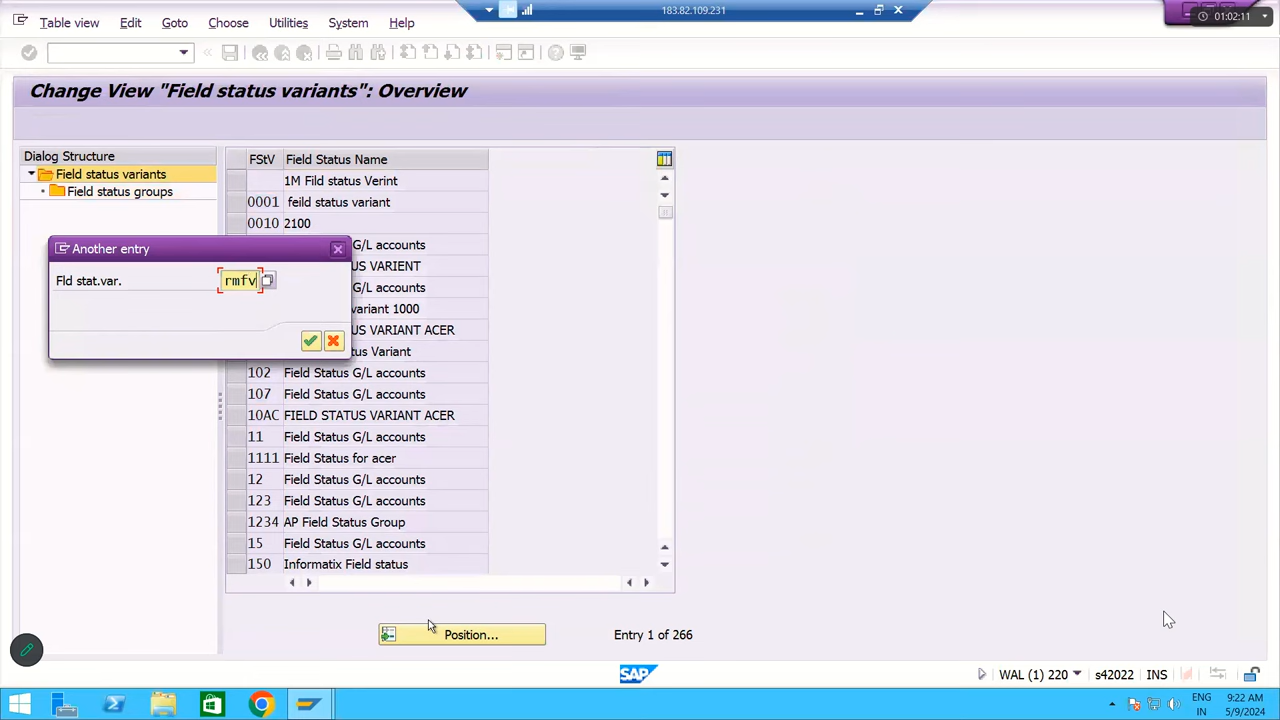 Table view Edit Goto Choose Utilities System Help
183.82.109.231
01:02:11
Change View "Field status variants": Overview
Dialog Structure
Field status variants
Field status groups
FStV Field Status Name
1M Fild status Verint
0001 feild status variant
0010 2100
G/L accounts
US VARIENT
G/L accounts
variant 1000
US VARIANT ACER
tus Variant
102 Field Status G/L accounts
107 Field Status G/L accounts
10AC FIELD STATUS VARIANT ACER
11 Field Status G/L accounts
1111 Field Status for acer
12 Field Status G/L accounts
123 Field Status G/L accounts
1234 AP Field Status Group
15 Field Status G/L accounts
150 Informatix Field status
Another entry
Fld stat.var. rmfv
Position... Entry 1 of 266
SAP
WAL (1) 220 s42022 INS
ENG
IN
9:22 AM
5/9/2024